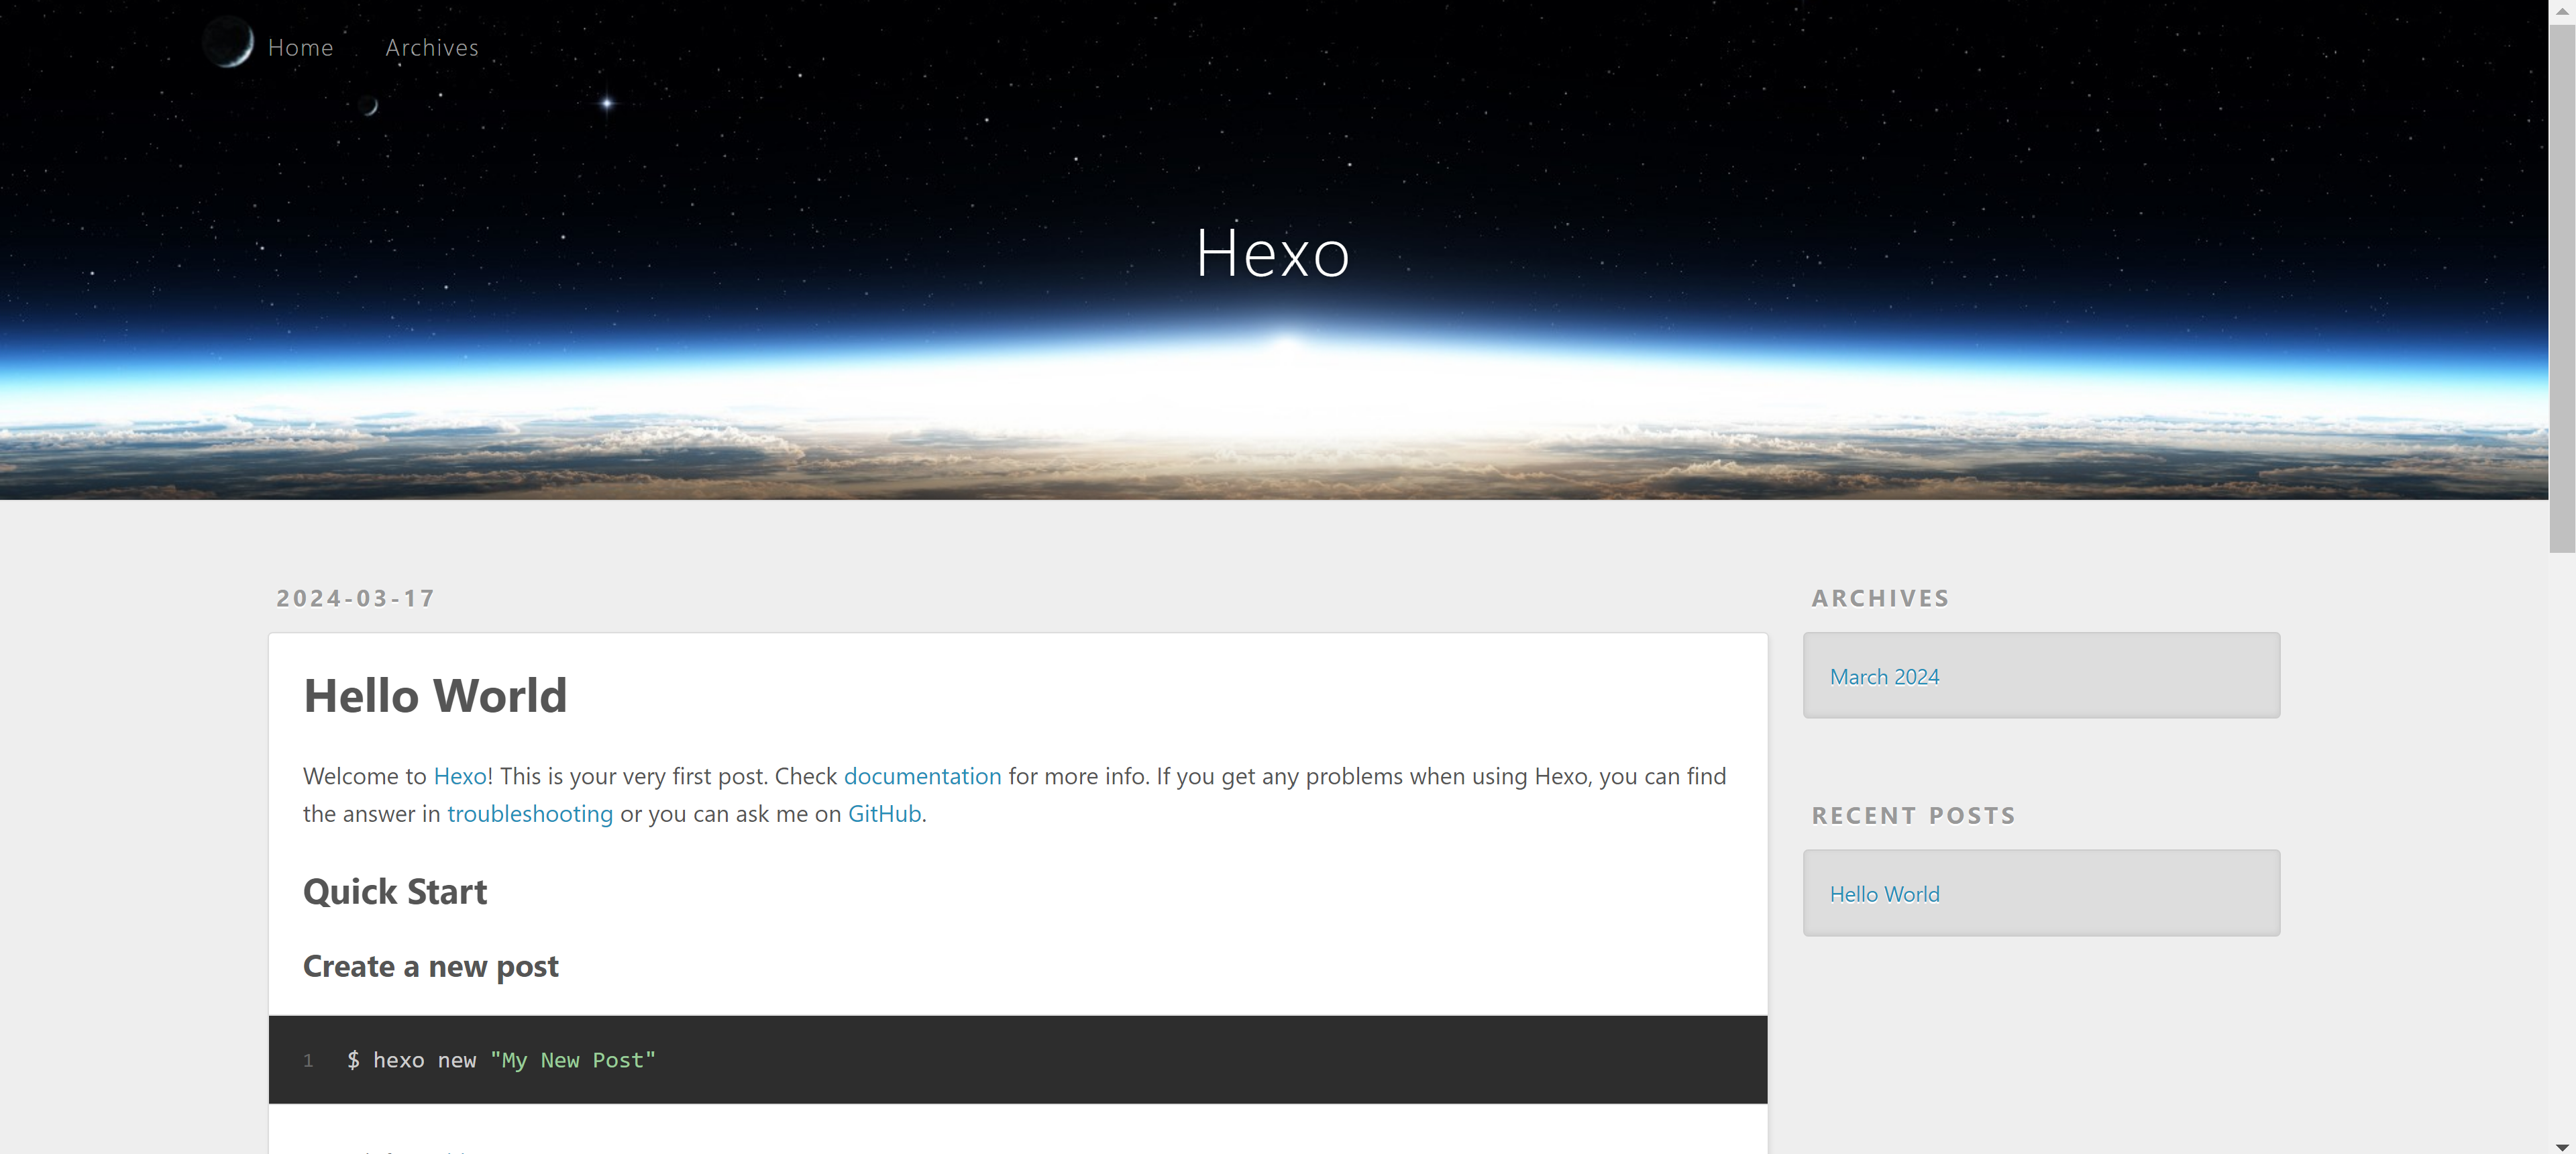 Home Archives
Hexo
2024-03-17
Hello World
Welcome to Hexo! This is your very first post. Check documentation for more info. If you get any problems when using Hexo, you can find
the answer in troubleshooting or you can ask me on GitHub.
Quick Start
Create a new post
1 $ hexo new "My New Post"
ARCHIVES
March 2024
RECENT POSTS
Hello World